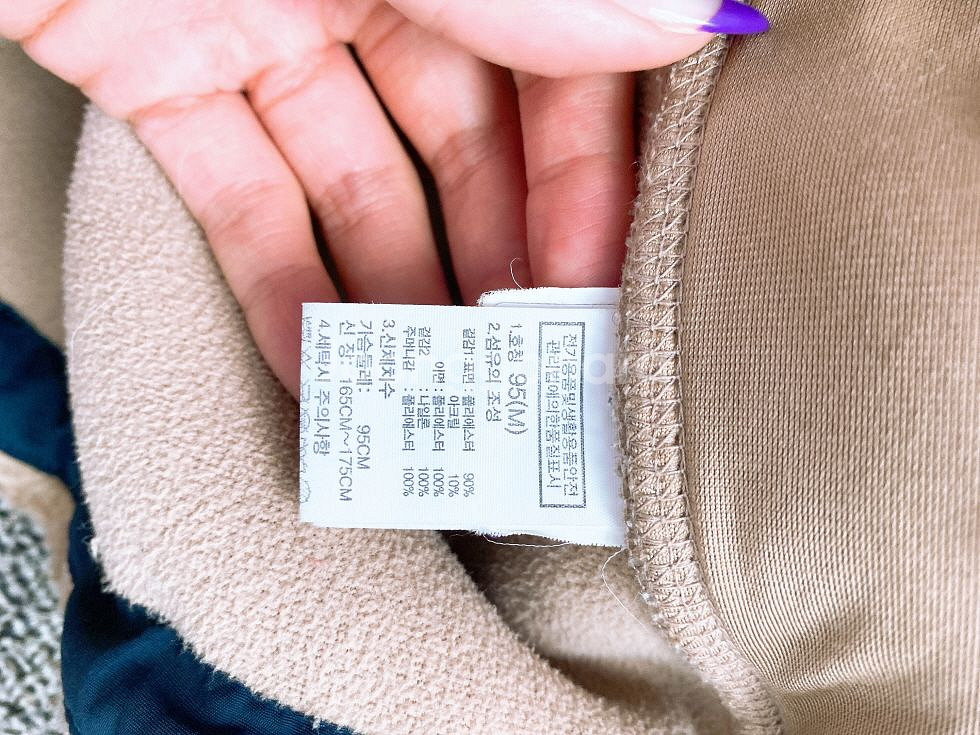 전기용품및생활용품안전
관리법에의한품질표시
1.호칭 95(M)
2.섬유의 조성
겉감1:표면 : 폴리에스터 90%
아크릴 10%
이면 : 폴리에스터 100%
겉감2 : 나일론 100%
주머니감 : 폴리에스터 100%
3.신체치수
가슴둘레: 95CM
신 장: 165CM~175CM
4.세탁시 주의사항